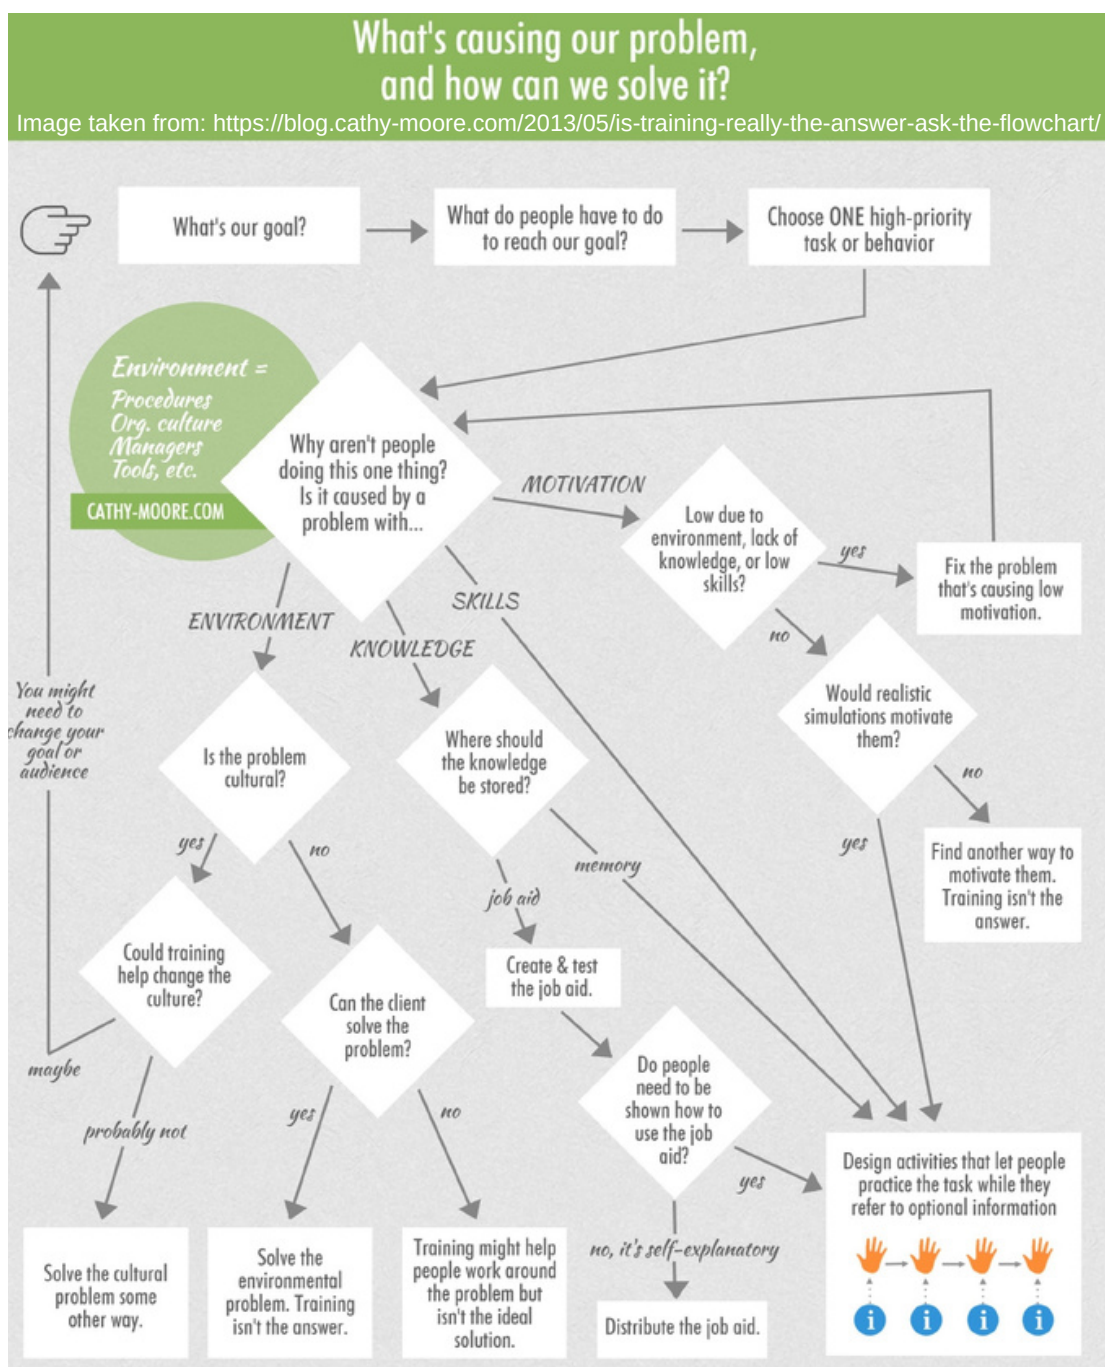 What's causing our problem,
and how can we solve it?
Image taken from: https://blog.cathy-moore.com/2013/05/is-training-really-the-answer-ask-the-flowchart/
What's our goal?
What do people have to do
to reach our goal?
Choose ONE high-priority
task or behavior
Environment =
Procedures
Org. culture
Managers
Tools, etc.
CATHY-MOORE.COM
Why aren't people
doing this one thing?
Is it caused by a
problem with...
MOTIVATION
SKILLS
ENVIRONMENT
KNOWLEDGE
Low due to
environment, lack of
knowledge, or low
skills?
yes
Fix the problem
that's causing low
motivation.
no
Would realistic
simulations motivate
them?
no
yes
Find another way to
motivate them.
Training isn't the
answer.
You might
need to
change your
goal or
audience
Is the problem
cultural?
yes
no
Where should
the knowledge
be stored?
memory
job aid
Create & test
the job aid.
Could training
help change the
culture?
maybe
probably not
Can the client
solve the
problem?
yes
no
Do people
need to be
shown how to
use the job
aid?
yes
no, it's self-explanatory
Solve the cultural
problem some
other way.
Solve the
environmental
problem. Training
isn't the answer.
Training might help
people work around
the problem but
isn't the ideal
solution.
Distribute the job aid.
Design activities that let people
practice the task while they
refer to optional information
i i i i